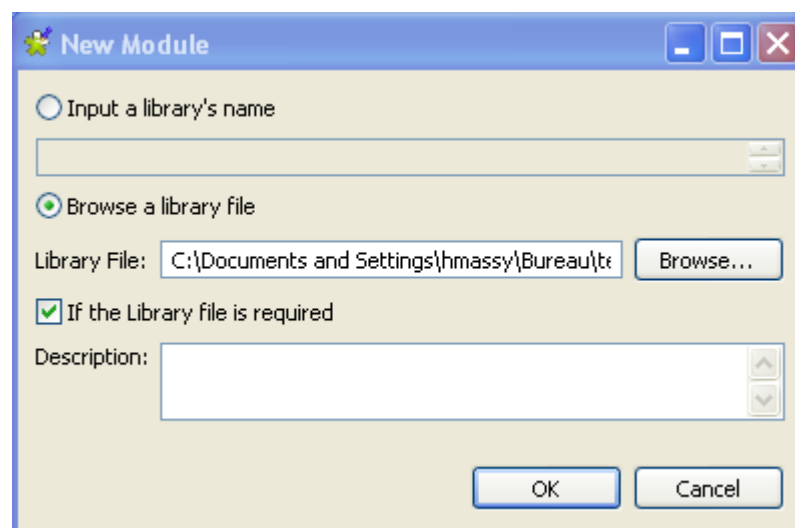 New Module
Input a library's name
Browse a library file
Library File: C:\Documents and Settings\hmassy\Bureau\te Browse...
If the Library file is required
Description:
OK Cancel